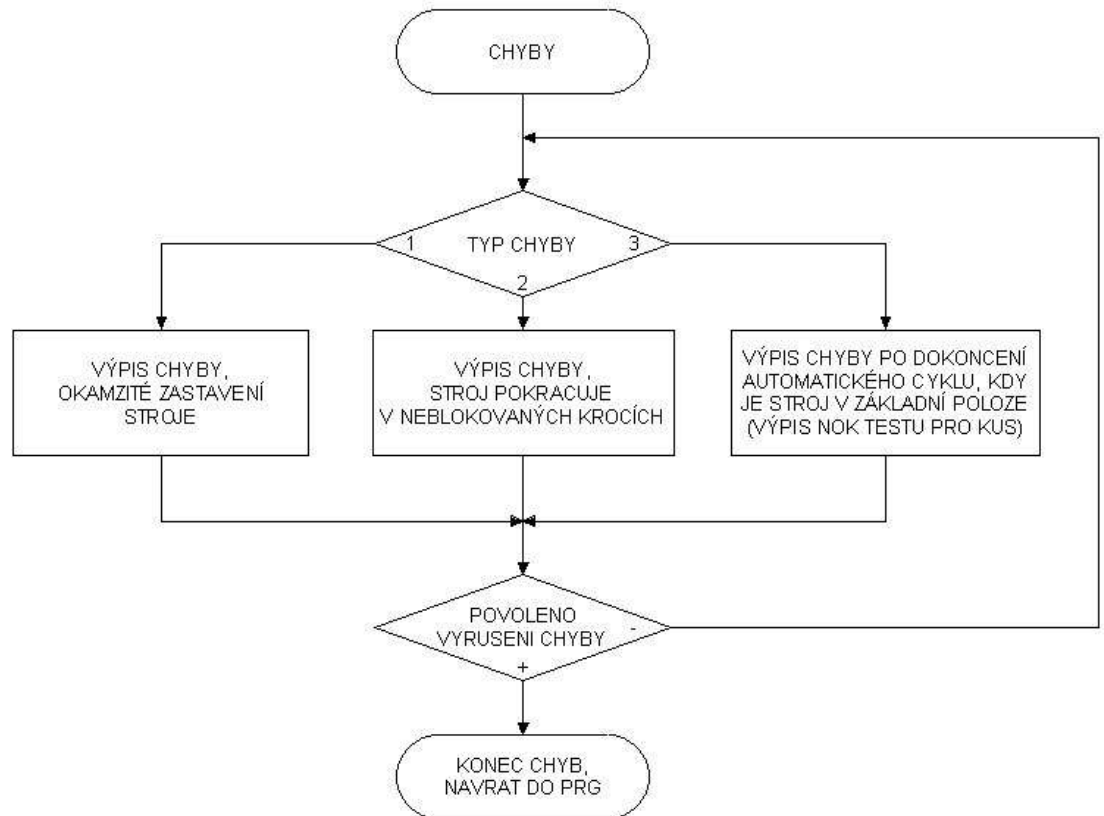 CHYBY
1
TYP CHYBY
3
2
VÝPIS CHYBY,
OKAMZITÉ ZASTAVENÍ
STROJE
VÝPIS CHYBY,
STROJ POKRACUJE
V NEBLOKOVANÝCH KROCÍCH
VÝPIS CHYBY PO DOKONCENÍ
AUTOMATICKÉHO CYKLU, KDY
JE STROJ V ZÁKLADNÍ POLOZE
(VÝPIS NOK TESTU PRO KUS)
POVOLENO
VYRUSENI CHYBY
-
+
KONEC CHYB,
NAVRAT DO PRG